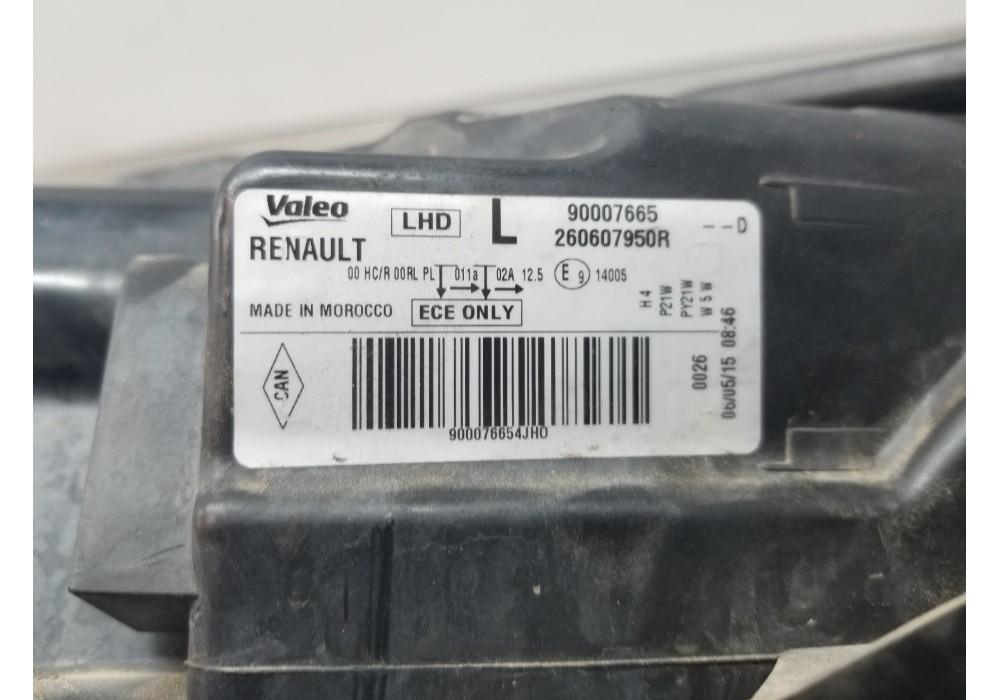 Valeo
RENAULT
LHD
L
90007665
260607950R
--D
00 HC/R 00RL PL 011a 02A 12.5 E9 14005
MADE IN MOROCCO
ECE ONLY
H4
P21W
PY21W
W5W
CAN
900076654JH0
0026
06/05/15 08:46